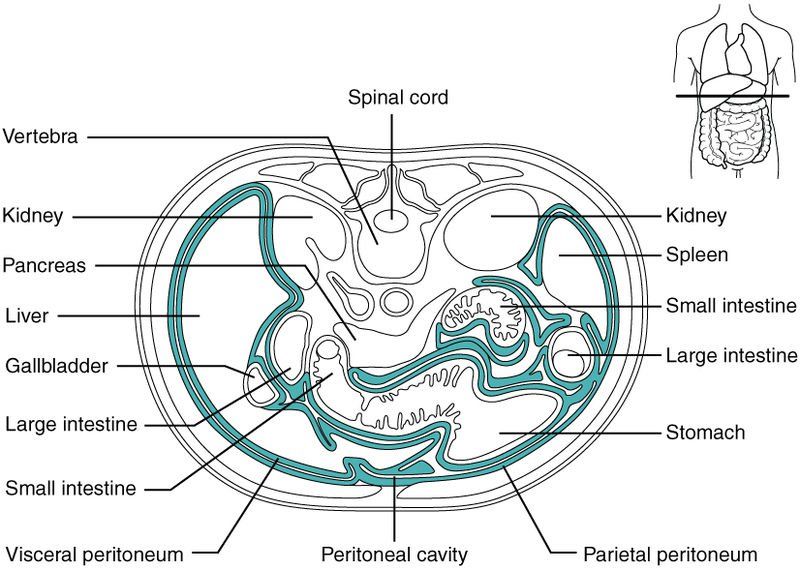 Spinal cord
Vertebra
Kidney
Kidney
Spleen
Pancreas
Small intestine
Liver
Large intestine
Gallbladder
Large intestine
Stomach
Small intestine
Visceral peritoneum
Peritoneal cavity
Parietal peritoneum